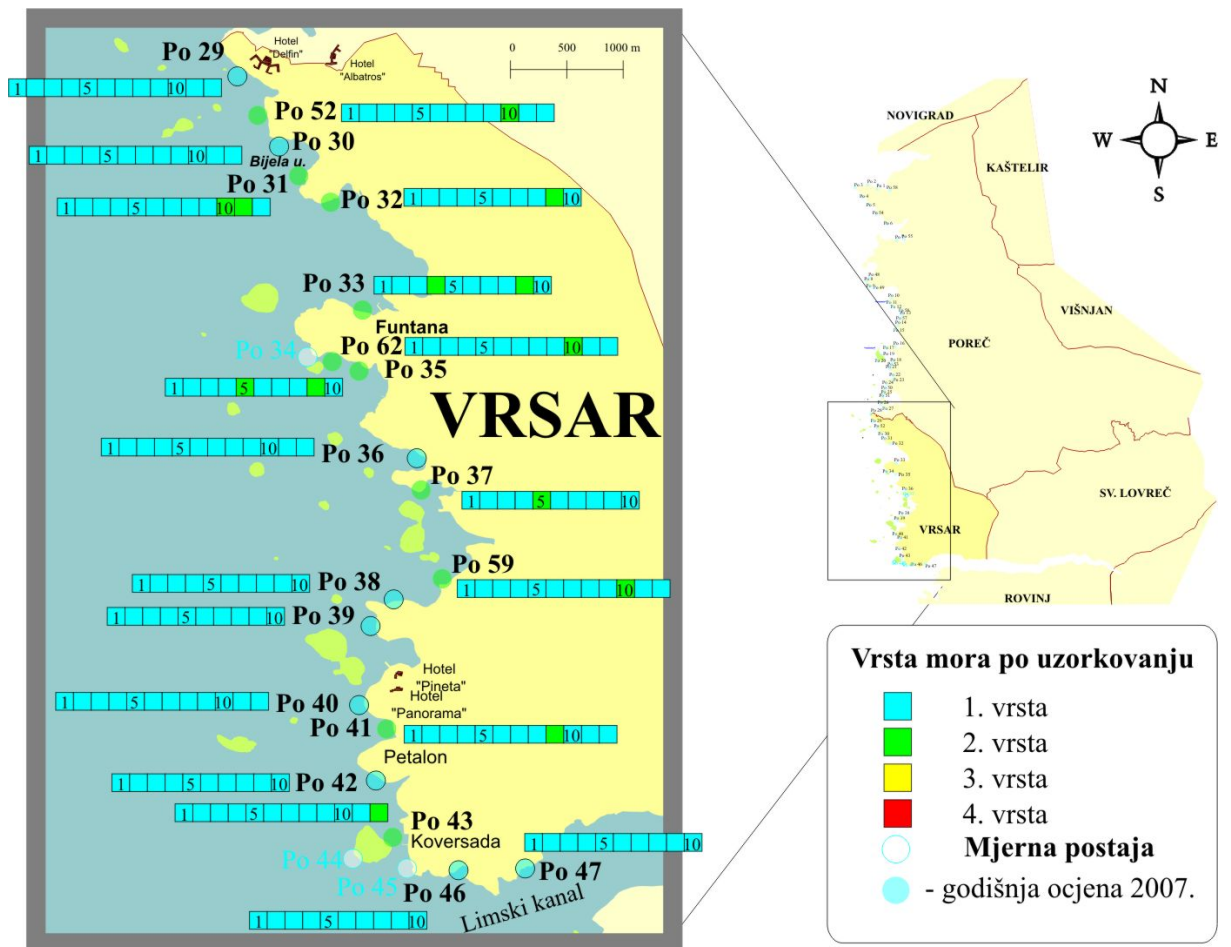 Hotel
"Delfin"
Hotel
"Albatros"
0 500 1000 m
Po 29
1 5 10
Po 52
1 5 10
Po 30
1 5 10
Bijela u.
Po 31
1 5 10
Po 32
1 5 10
Po 33
1 5 10
Funtana
Po 34
Po 62
1 5 10
Po 35
1 5 10
VRSAR
Po 36
1 5 10
Po 37
1 5 10
Po 59
1 5 10
Po 38
1 5 10
Po 39
1 5 10
Hotel
"Pineta"
Hotel
"Panorama"
Po 40
1 5 10
Po 41
1 5 10
Petalon
Po 42
1 5 10
1 5 10
Po 43
Koversada
Po 44
Po 45
Po 46
1 5 10
Po 47
1 5 10
Limski kanal
N
W E
S
NOVIGRAD
KAŠTELIR
VIŠNJAN
POREČ
SV. LOVREČ
VRSAR
ROVINJ
Vrsta mora po uzorkovanju
1. vrsta
2. vrsta
3. vrsta
4. vrsta
Mjerna postaja
- godišnja ocjena 2007.